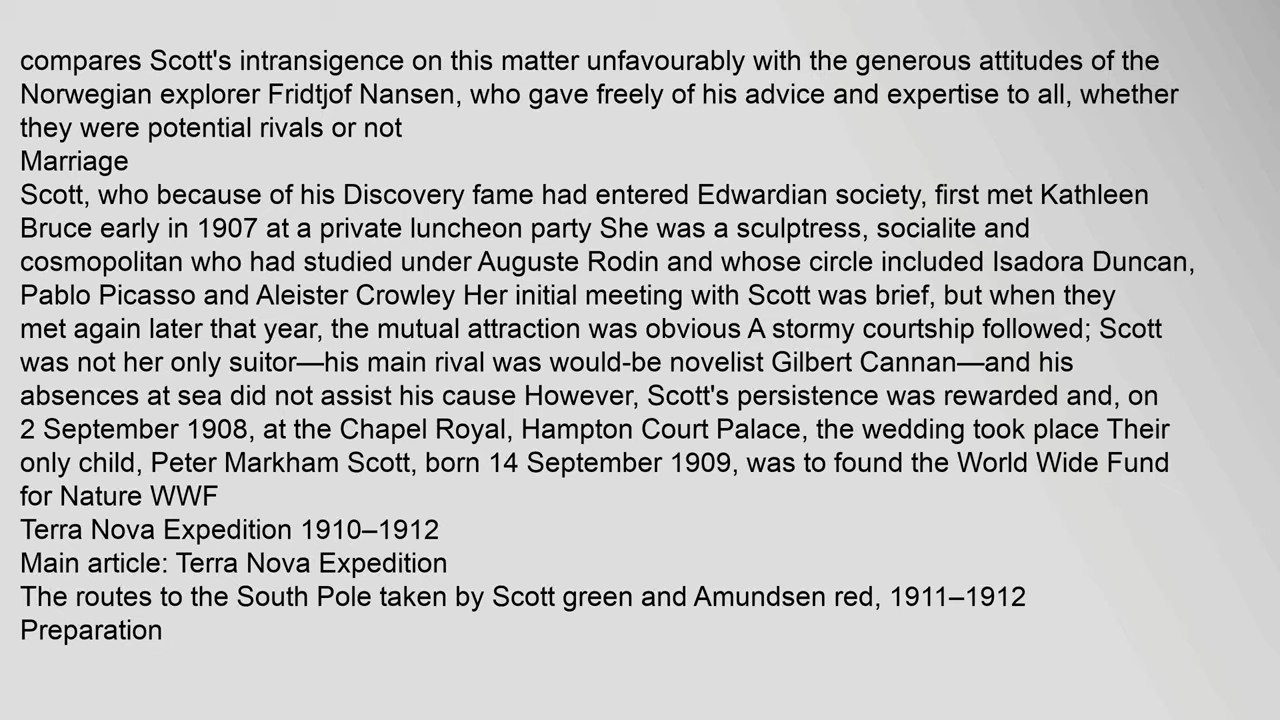 compares Scott's intransigence on this matter unfavourably with the generous attitudes of the
Norwegian explorer Fridtjof Nansen, who gave freely of his advice and expertise to all, whether
they were potential rivals or not
Marriage
Scott, who because of his Discovery fame had entered Edwardian society, first met Kathleen
Bruce early in 1907 at a private luncheon party She was a sculptress, socialite and
cosmopolitan who had studied under Auguste Rodin and whose circle included Isadora Duncan,
Pablo Picasso and Aleister Crowley Her initial meeting with Scott was brief, but when they
met again later that year, the mutual attraction was obvious A stormy courtship followed; Scott
was not her only suitor—his main rival was would-be novelist Gilbert Cannan—and his
absences at sea did not assist his cause However, Scott's persistence was rewarded and, on
2 September 1908, at the Chapel Royal, Hampton Court Palace, the wedding took place Their
only child, Peter Markham Scott, born 14 September 1909, was to found the World Wide Fund
for Nature WWF
Terra Nova Expedition 1910–1912
Main article: Terra Nova Expedition
The routes to the South Pole taken by Scott green and Amundsen red, 1911–1912
Preparation